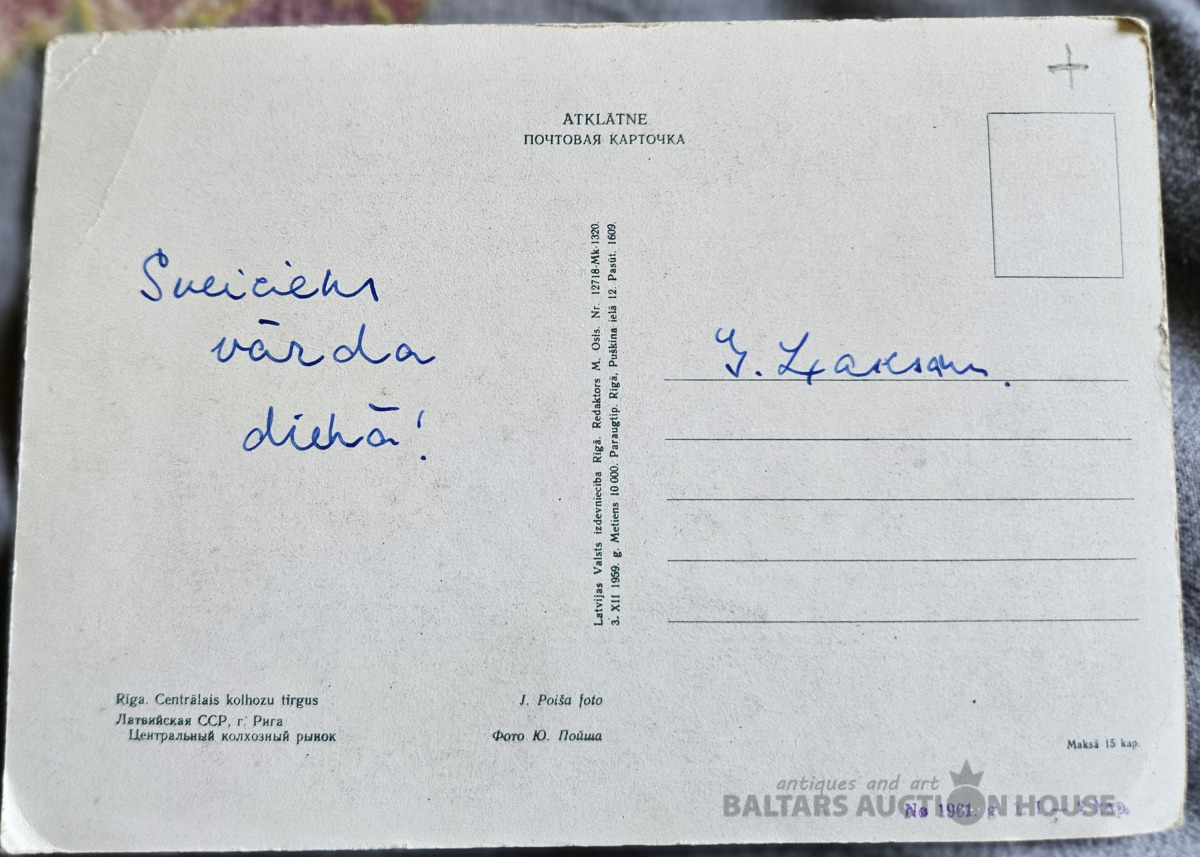 ATKLĀTNE
ПОЧТОВАЯ КАРТОЧКА
Sveiciens
vārda
dienā!
Latvijas Valsts izdevniecība Rīgā. Redaktors M. Osis. Nr. 12718-Mk-1320.
3. XII 1959. g. Metiens 10 000. Paraugtip. Rīgā, Puškina ielā 12. Pasūt. 1609.
Rīga. Centrālais kolhozu tirgus
J. Poiša foto
Латвийская ССР, г. Рига
Центральный колхозный рынок
Фото Ю. Пойша
Maksā 15 kap.
antiques and art
BALTARS AUCTION HOUSE
No 1961. g.